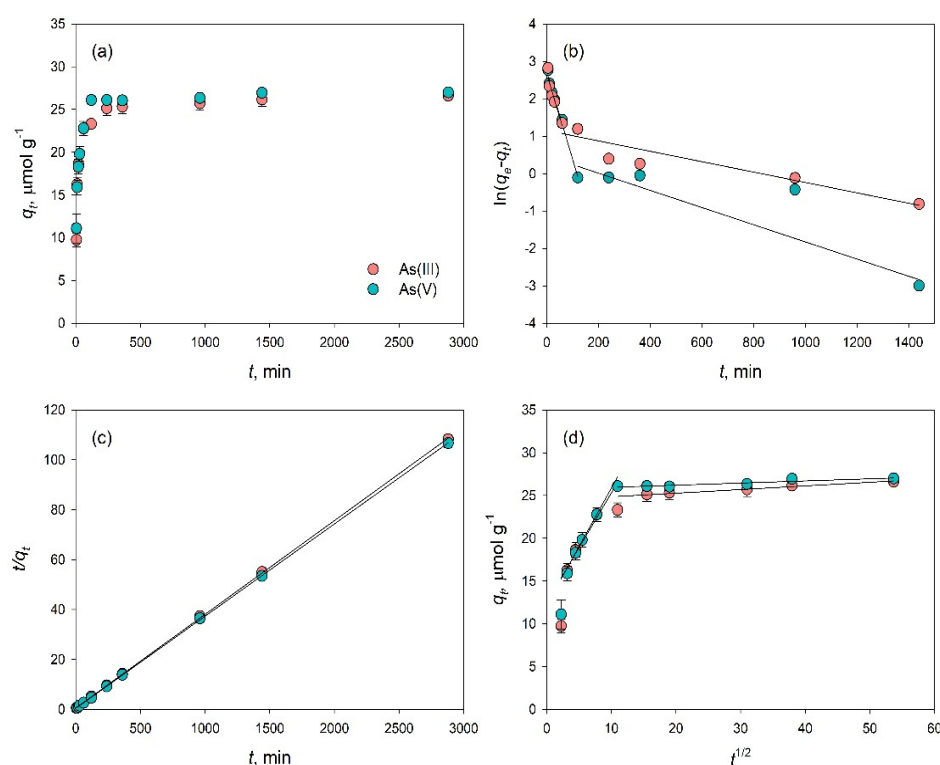 (a)
35
30
25
20
15
10
5
0
qt, μmol g-1
As(III)
As(V)
0 500 1000 1500 2000 2500 3000
t, min
(b)
4
3
2
1
0
-1
-2
-3
-4
ln(qe-qt)
0 200 400 600 800 1000 1200 1400
t, min
(c)
120
100
80
60
40
20
0
t/qt
0 500 1000 1500 2000 2500 3000
t, min
(d)
35
30
25
20
15
10
5
0
qt, μmol g-1
0 10 20 30 40 50 60
t1/2